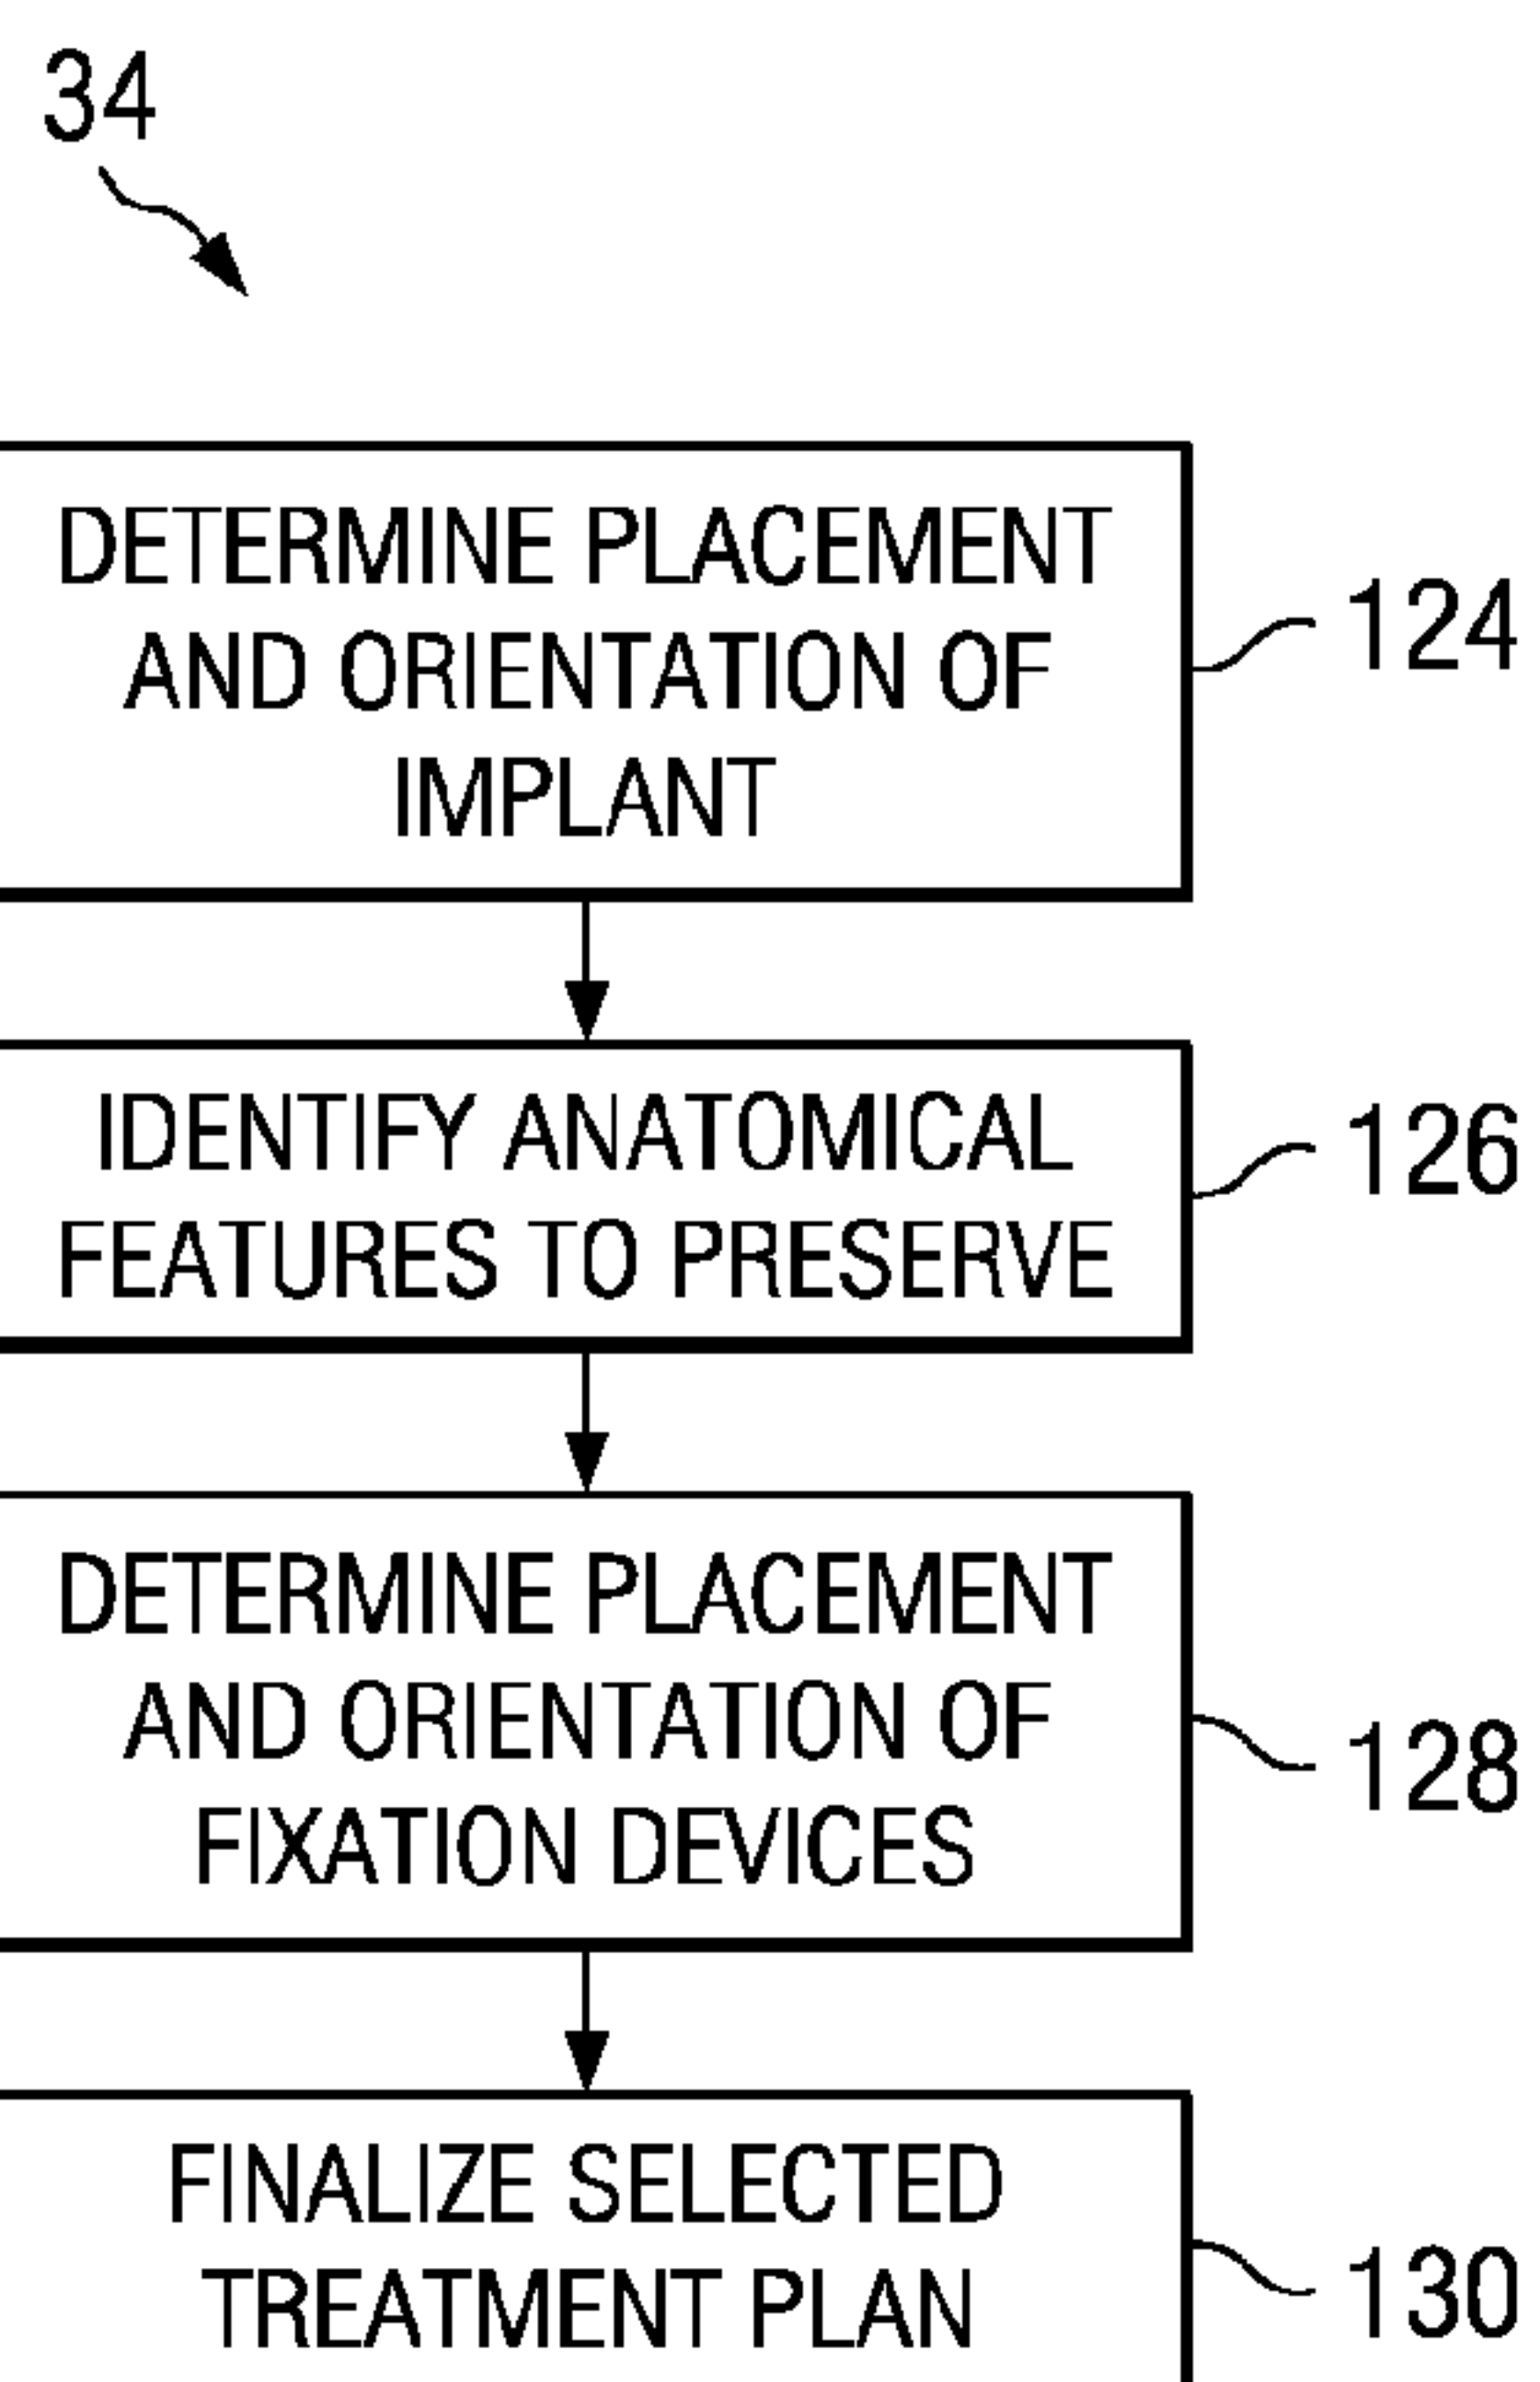 34
DETERMINE PLACEMENT
AND ORIENTATION OF
IMPLANT
124
IDENTIFY ANATOMICAL
FEATURES TO PRESERVE
126
DETERMINE PLACEMENT
AND ORIENTATION OF
FIXATION DEVICES
128
FINALIZE SELECTED
TREATMENT PLAN
130